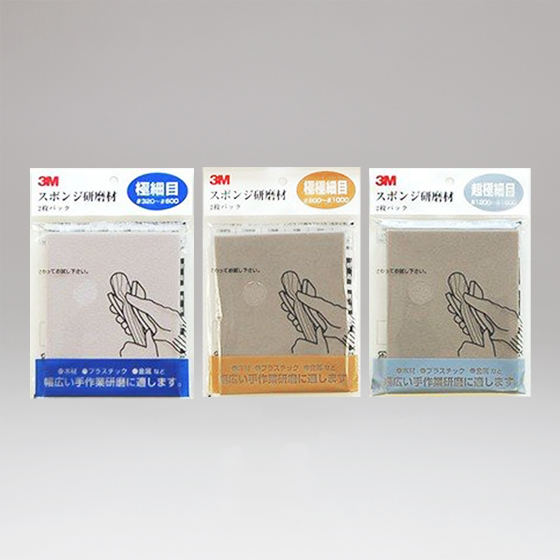 3M
スポンジ研磨材
2枚パック
極細目
#320～#600
さわってお試し下さい。
●木材 ●プラスチック ●金属 など
幅広い手作業研磨に適します。
3M
スポンジ研磨材
2枚パック
極極細目
#800～#1000
さわってお試し下さい。
●木材 ●プラスチック ●金属 など
幅広い手作業研磨に適します。
3M
スポンジ研磨材
2枚パック
超極細目
#1200～#1500
さわってお試し下さい。
●木材 ●プラスチック ●金属 など
幅広い手作業研磨に適します。